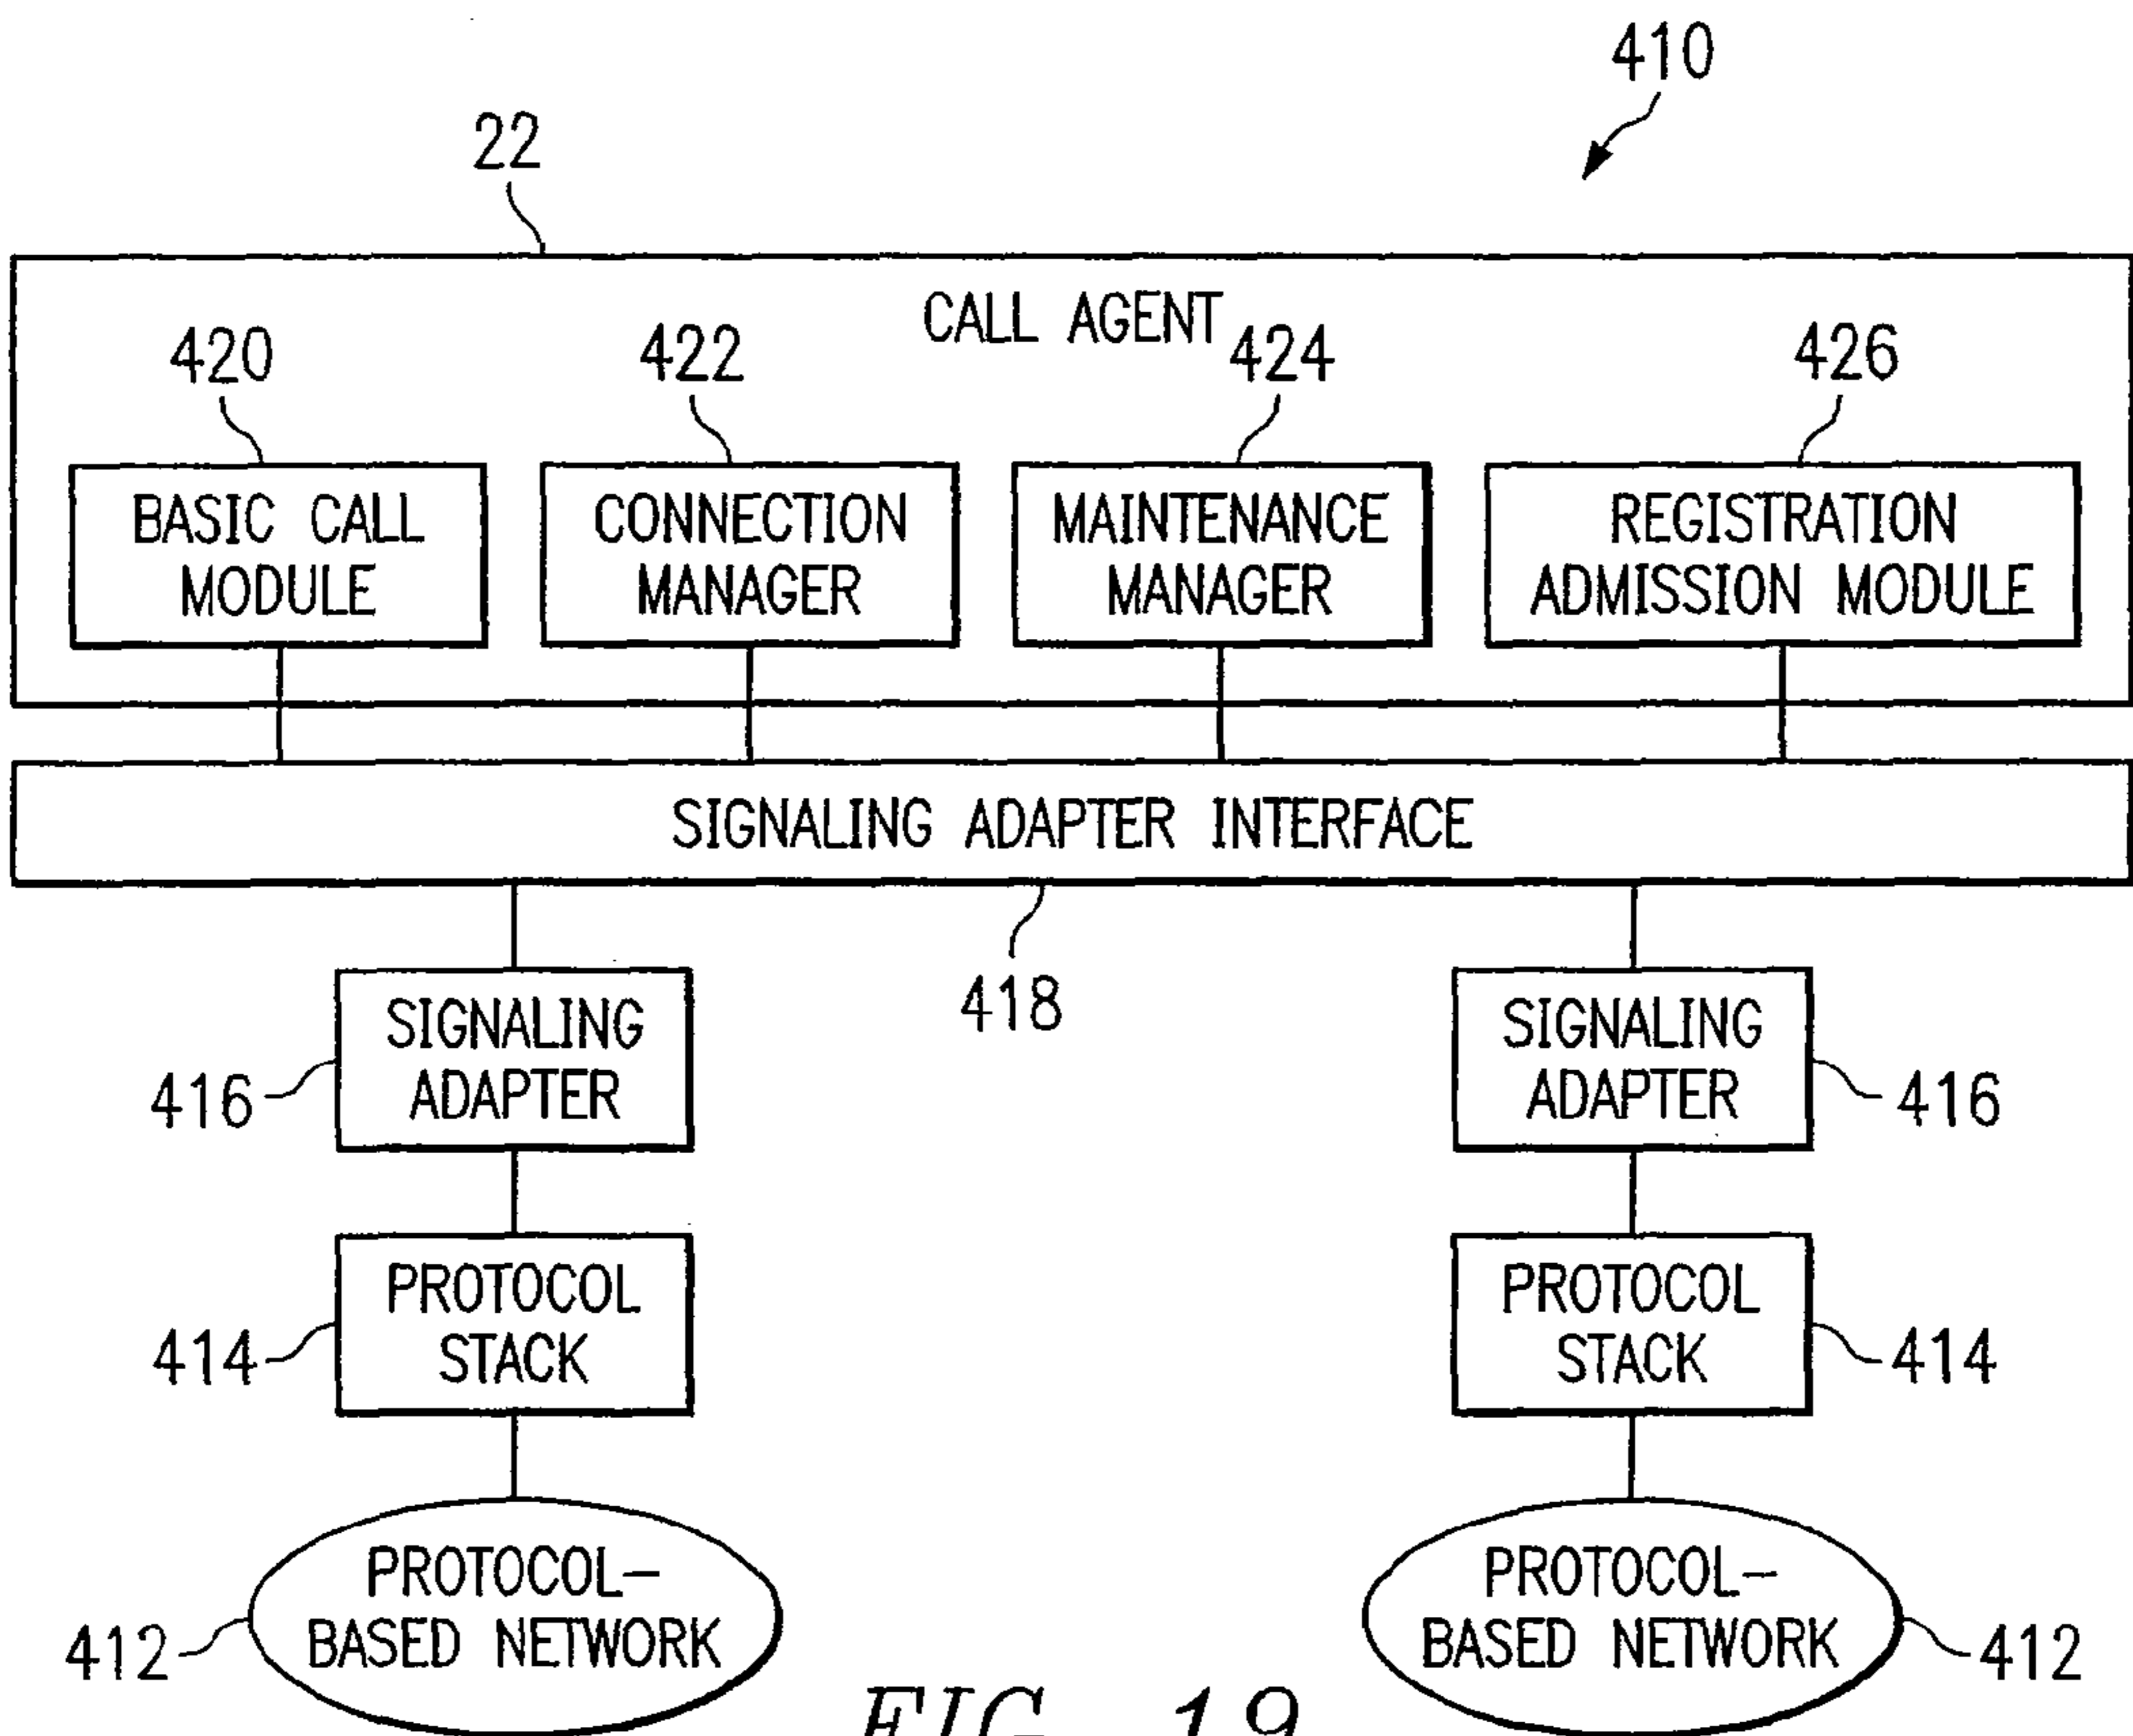 410
22
CALL AGENT
420
422
424
426
BASIC CALL
MODULE
CONNECTION
MANAGER
MAINTENANCE
MANAGER
REGISTRATION
ADMISSION MODULE
SIGNALING ADAPTER INTERFACE
418
SIGNALING
ADAPTER
416
SIGNALING
ADAPTER
416
PROTOCOL
STACK
414
PROTOCOL
STACK
414
PROTOCOL-
BASED NETWORK
412
PROTOCOL-
BASED NETWORK
412
FIG. 19